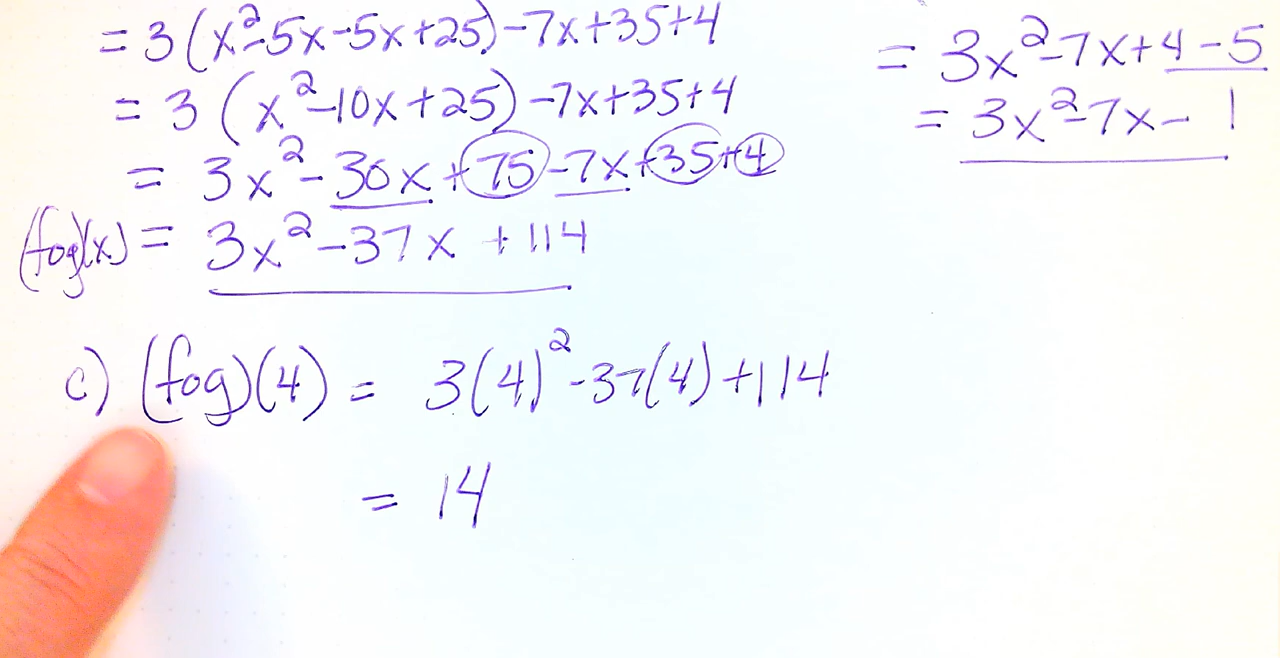 = 3(x²-5x-5x+25)-7x+35+4
= 3(x²-10x+25)-7x+35+4
= 3x²-30x+75-7x+35+4
(fog)(x) = 3x²-37x+114
c) (fog)(4) = 3(4)²-37(4)+114
= 14
= 3x²-7x+4-5
= 3x²-7x-1